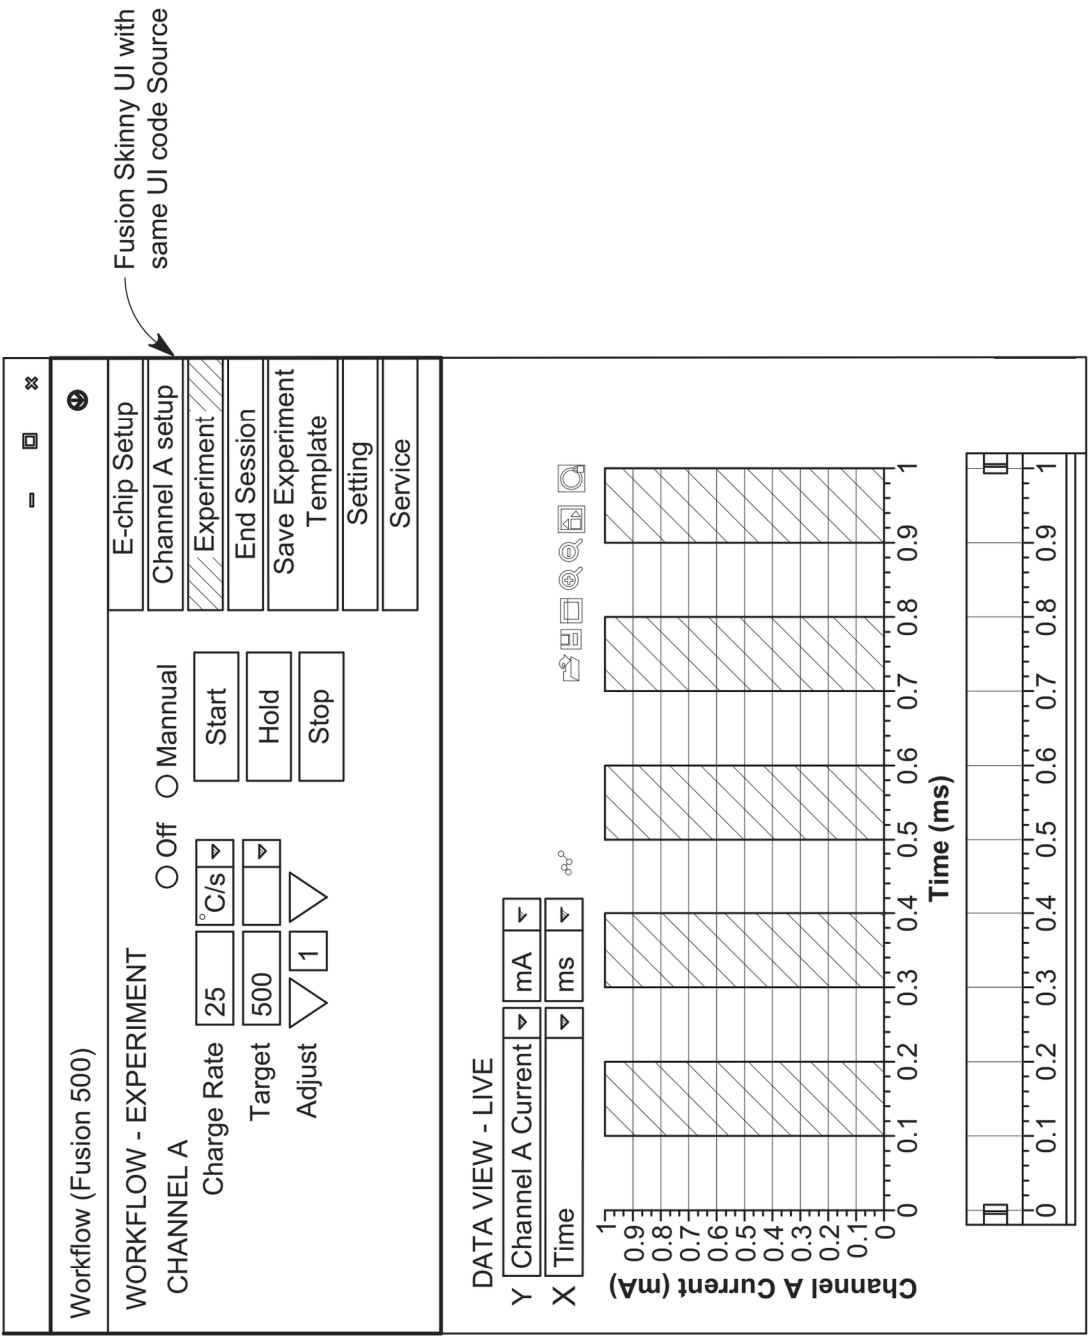 Fusion Skinny UI with
same UI code Source
Workflow (Fusion 500)
WORKFLOW - EXPERIMENT
CHANNEL A
Off
Mannual
Charge Rate
25
°C/s
Start
Target
500
Hold
Adjust
1
Stop
E-chip Setup
Channel A setup
Experiment
End Session
Save Experiment
Template
Setting
Service
DATA VIEW - LIVE
Y Channel A Current mA
X Time ms
Channel A Current (mA)
1
0.9
0.8
0.7
0.6
0.5
0.4
0.3
0.2
0.1
0
0 0.1 0.2 0.3 0.4 0.5 0.6 0.7 0.8 0.9 1
Time (ms)
0 0.1 0.2 0.3 0.4 0.5 0.6 0.7 0.8 0.9 1